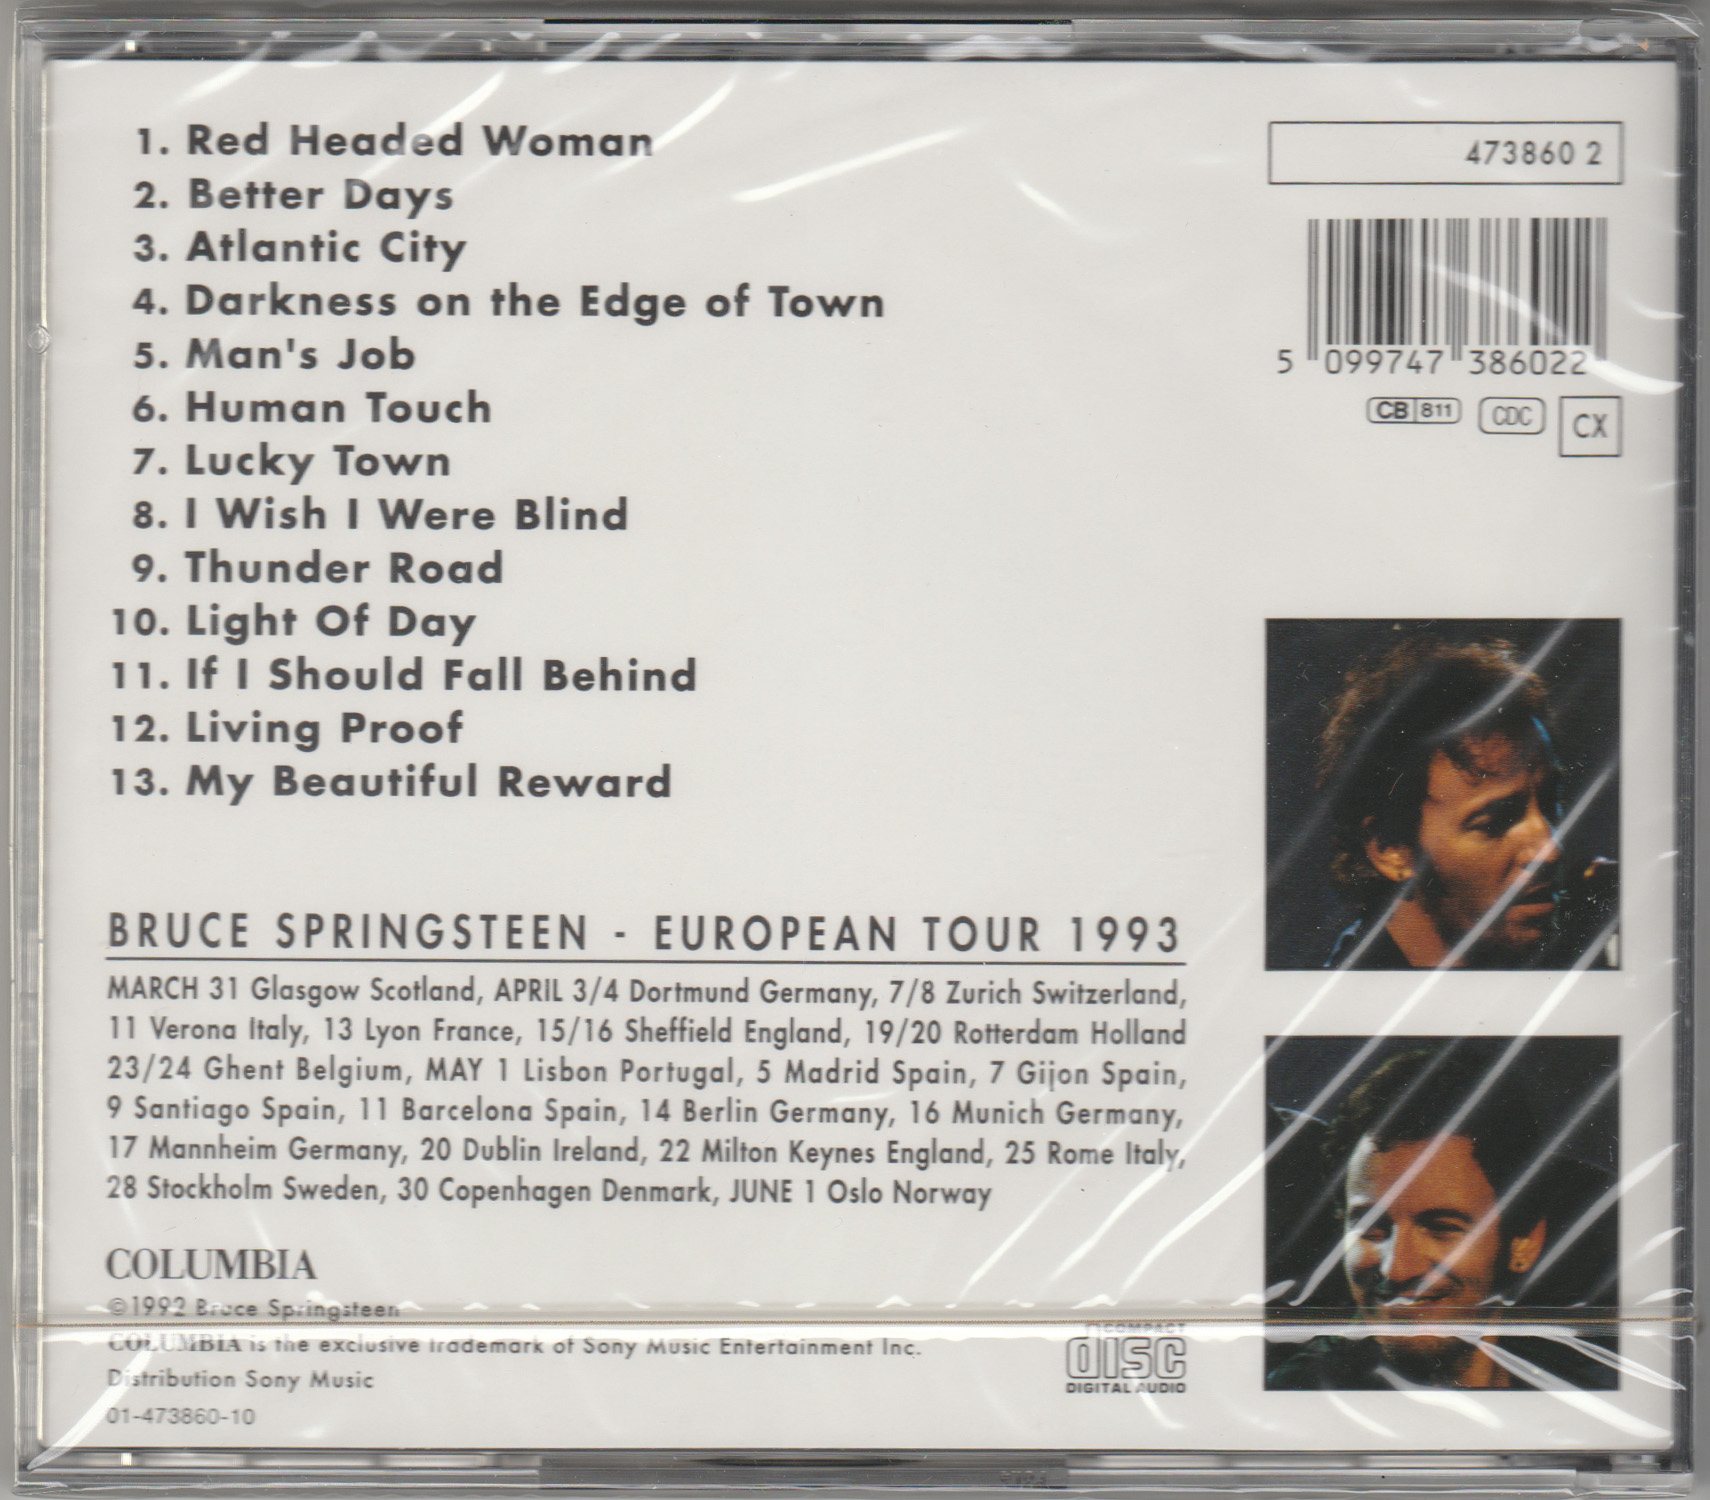 1. Red Headed Woman
2. Better Days
3. Atlantic City
4. Darkness on the Edge of Town
5. Man's Job
6. Human Touch
7. Lucky Town
8. I Wish I Were Blind
9. Thunder Road
10. Light Of Day
11. If I Should Fall Behind
12. Living Proof
13. My Beautiful Reward
473860 2
5 099747 386022
CB 811 CDC CX
BRUCE SPRINGSTEEN - EUROPEAN TOUR 1993
MARCH 31 Glasgow Scotland, APRIL 3/4 Dortmund Germany, 7/8 Zurich Switzerland,
11 Verona Italy, 13 Lyon France, 15/16 Sheffield England, 19/20 Rotterdam Holland
23/24 Ghent Belgium, MAY 1 Lisbon Portugal, 5 Madrid Spain, 7 Gijon Spain,
9 Santiago Spain, 11 Barcelona Spain, 14 Berlin Germany, 16 Munich Germany,
17 Mannheim Germany, 20 Dublin Ireland, 22 Milton Keynes England, 25 Rome Italy,
28 Stockholm Sweden, 30 Copenhagen Denmark, JUNE 1 Oslo Norway
COLUMBIA
©1992 Bruce Springsteen
COLUMBIA is the exclusive trademark of Sony Music Entertainment Inc.
Distribution Sony Music
01-473860-10
COMPACT
disc
DIGITAL AUDIO